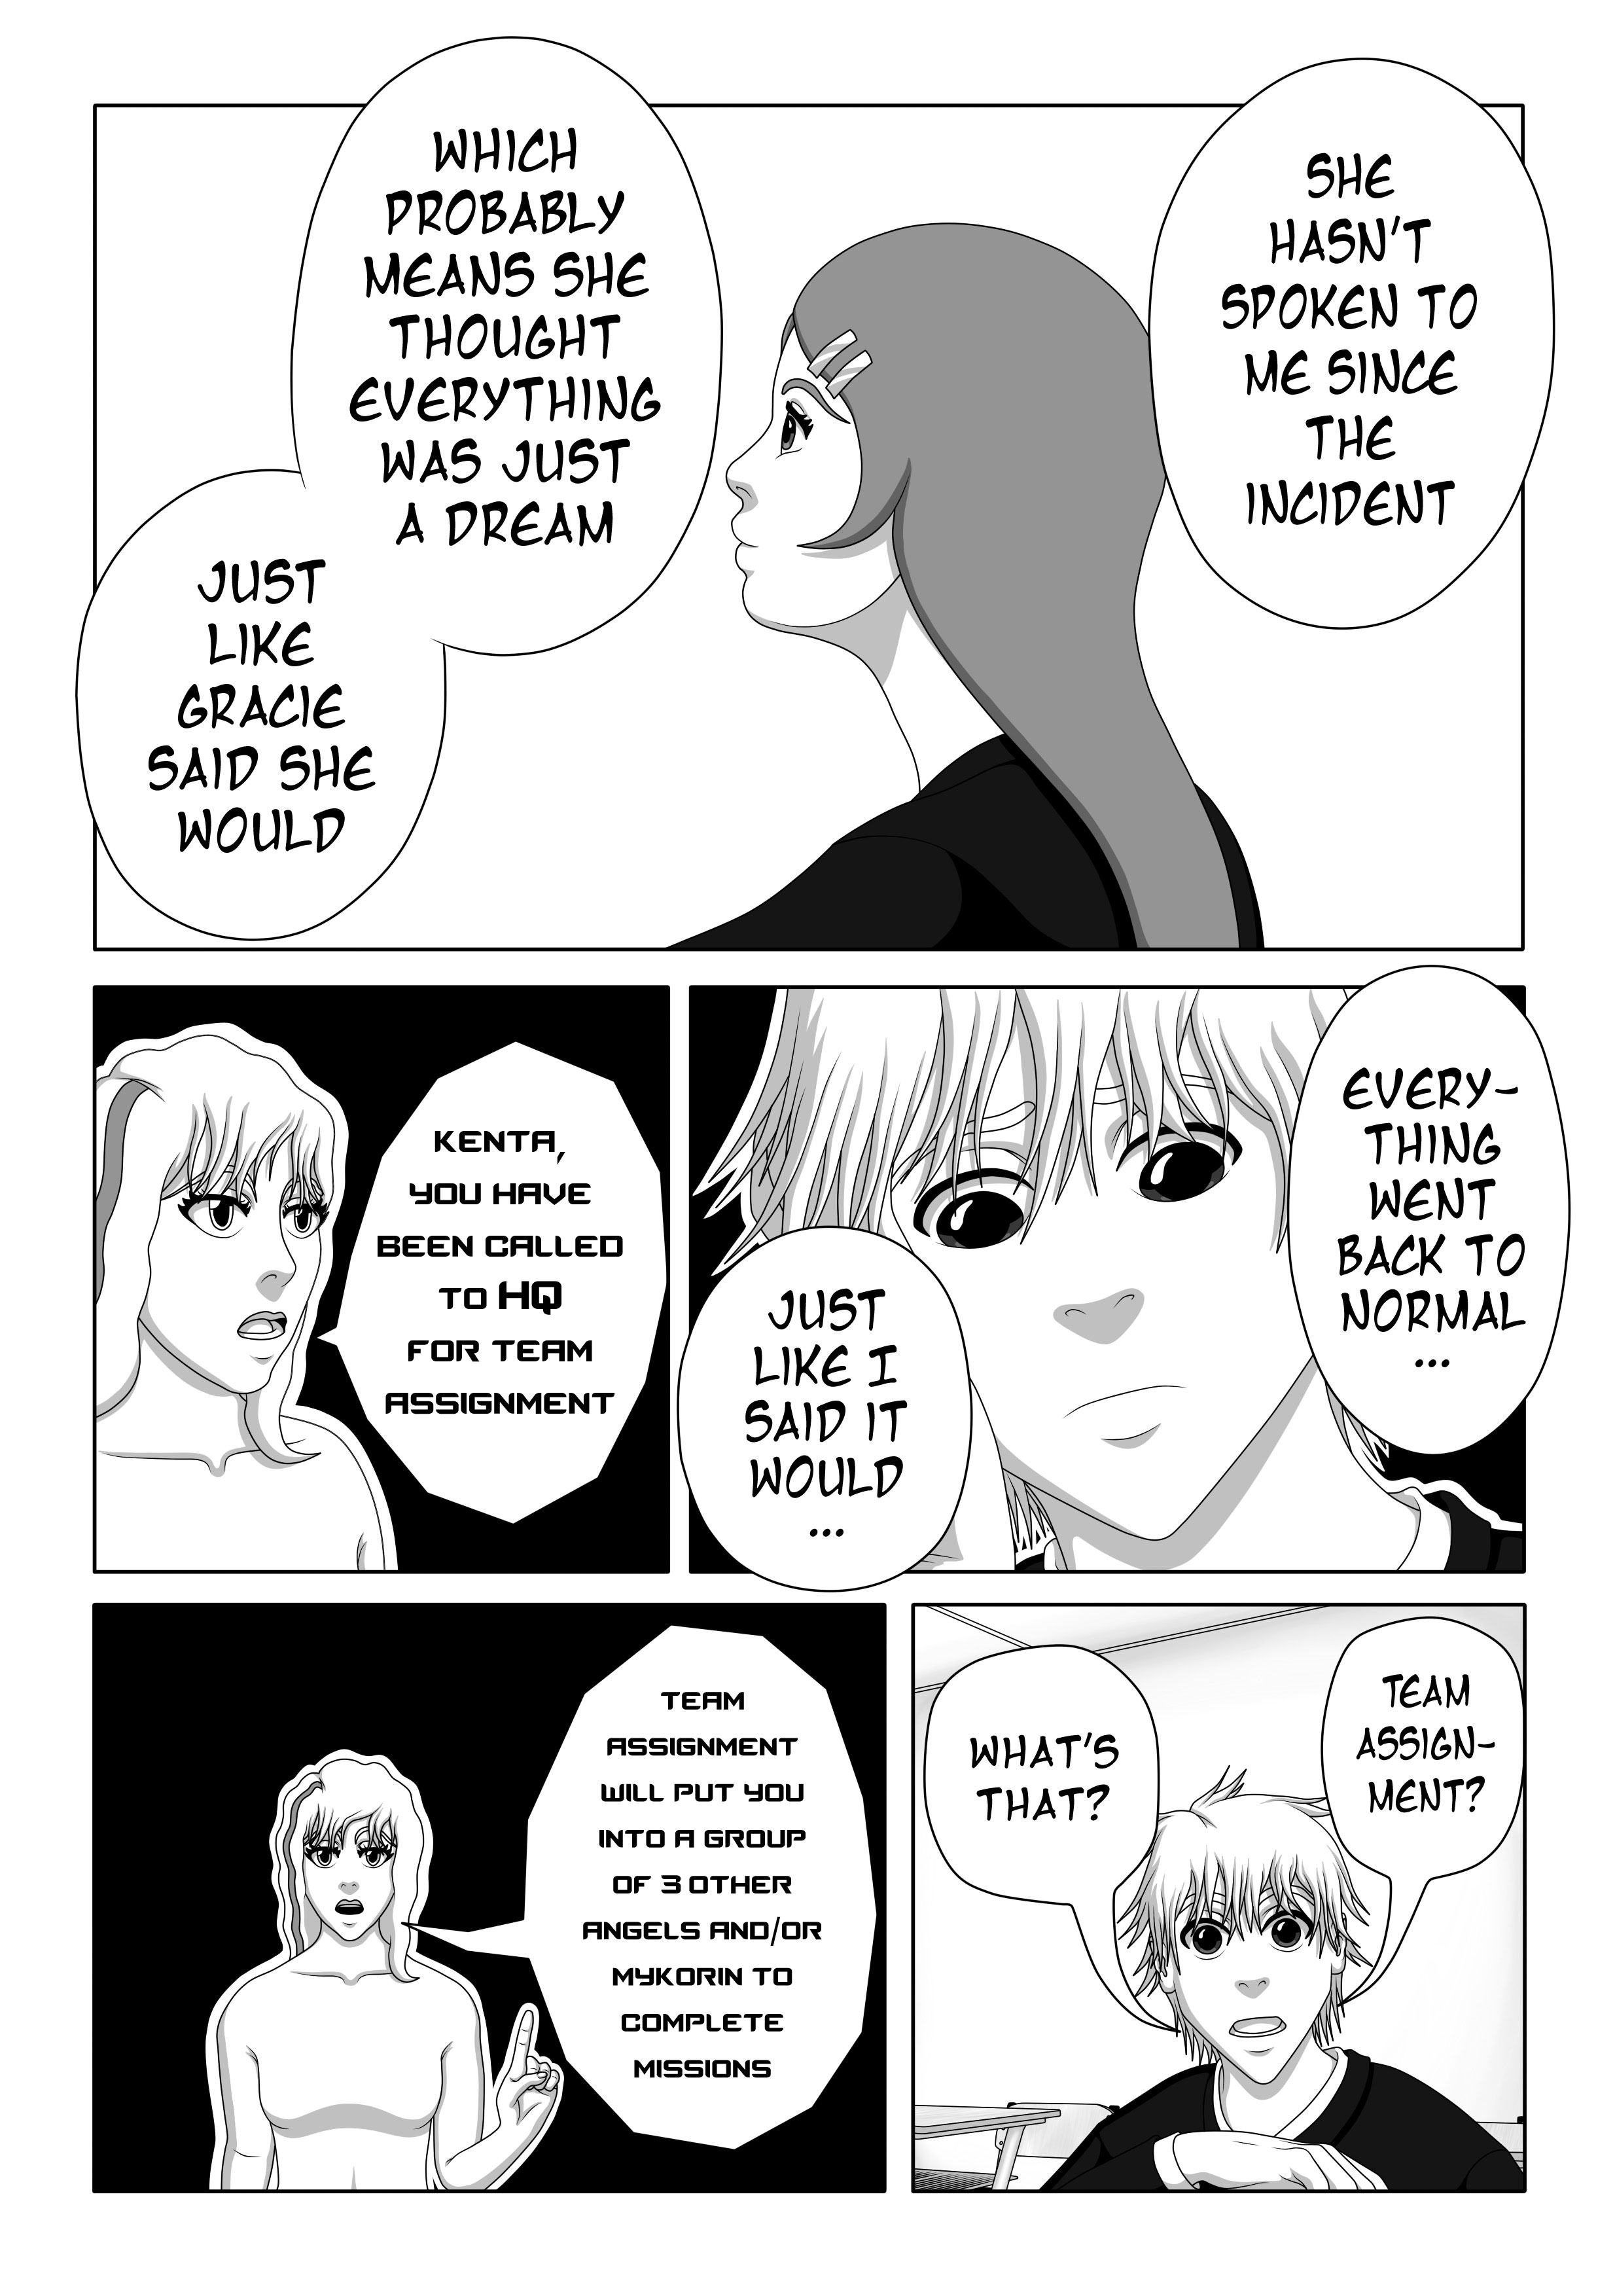 SHE
HASN'T
SPOKEN TO
ME SINCE
THE
INCIDENT
WHICH
PROBABLY
MEANS SHE
THOUGHT
EVERYTHING
WAS JUST
A DREAM
JUST
LIKE
GRACIE
SAID SHE
WOULD
EVERY-
THING
WENT
BACK TO
NORMAL
...
JUST
LIKE I
SAID IT
WOULD
...
KENTA,
YOU HAVE
BEEN CALLED
TO HQ
FOR TEAM
ASSIGNMENT
TEAM
ASSIGN-
MENT?
WHAT'S
THAT?
TEAM
ASSIGNMENT
WILL PUT YOU
INTO A GROUP
OF 3 OTHER
ANGELS AND/OR
MYKORIN TO
COMPLETE
MISSIONS